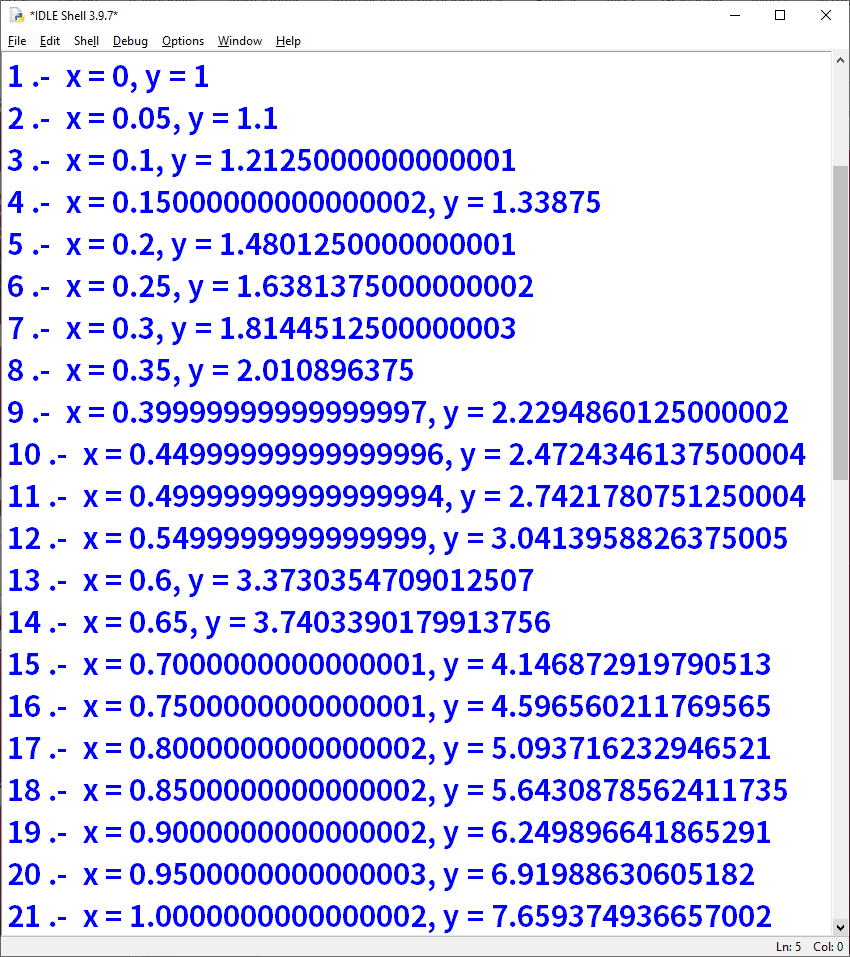 *IDLE Shell 3.9.7*
File Edit Shell Debug Options Window Help
1 .-  x = 0, y = 1
2 .-  x = 0.05, y = 1.1
3 .-  x = 0.1, y = 1.2125000000000001
4 .-  x = 0.15000000000000002, y = 1.33875
5 .-  x = 0.2, y = 1.4801250000000001
6 .-  x = 0.25, y = 1.6381375000000002
7 .-  x = 0.3, y = 1.8144512500000003
8 .-  x = 0.35, y = 2.010896375
9 .-  x = 0.39999999999999997, y = 2.2294860125000002
10 .-  x = 0.44999999999999996, y = 2.4724346137500004
11 .-  x = 0.49999999999999994, y = 2.7421780751250004
12 .-  x = 0.5499999999999999, y = 3.0413958826375005
13 .-  x = 0.6, y = 3.3730354709012507
14 .-  x = 0.65, y = 3.7403390179913756
15 .-  x = 0.7000000000000001, y = 4.146872919790513
16 .-  x = 0.7500000000000001, y = 4.596560211769565
17 .-  x = 0.8000000000000002, y = 5.093716232946521
18 .-  x = 0.8500000000000002, y = 5.6430878562411735
19 .-  x = 0.9000000000000002, y = 6.249896641865291
20 .-  x = 0.9500000000000003, y = 6.91988630605182
21 .-  x = 1.0000000000000002, y = 7.659374936657002
Ln: 5 Col: 0